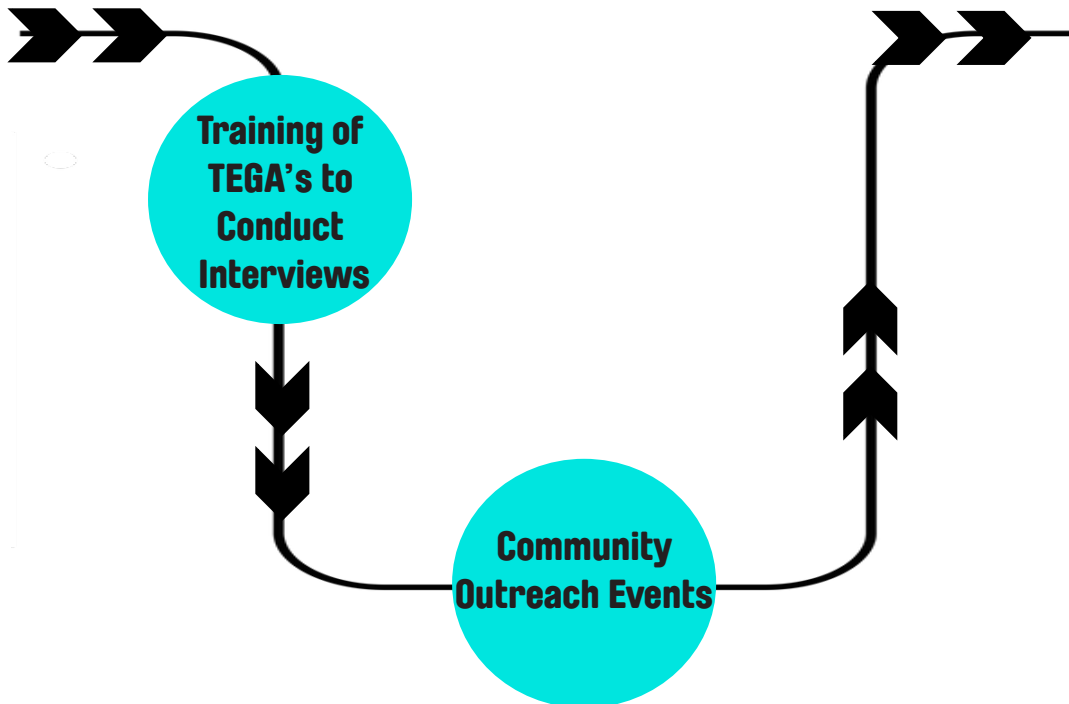 Training of
TEGA’s to
Conduct
Interviews
Community
Outreach Events